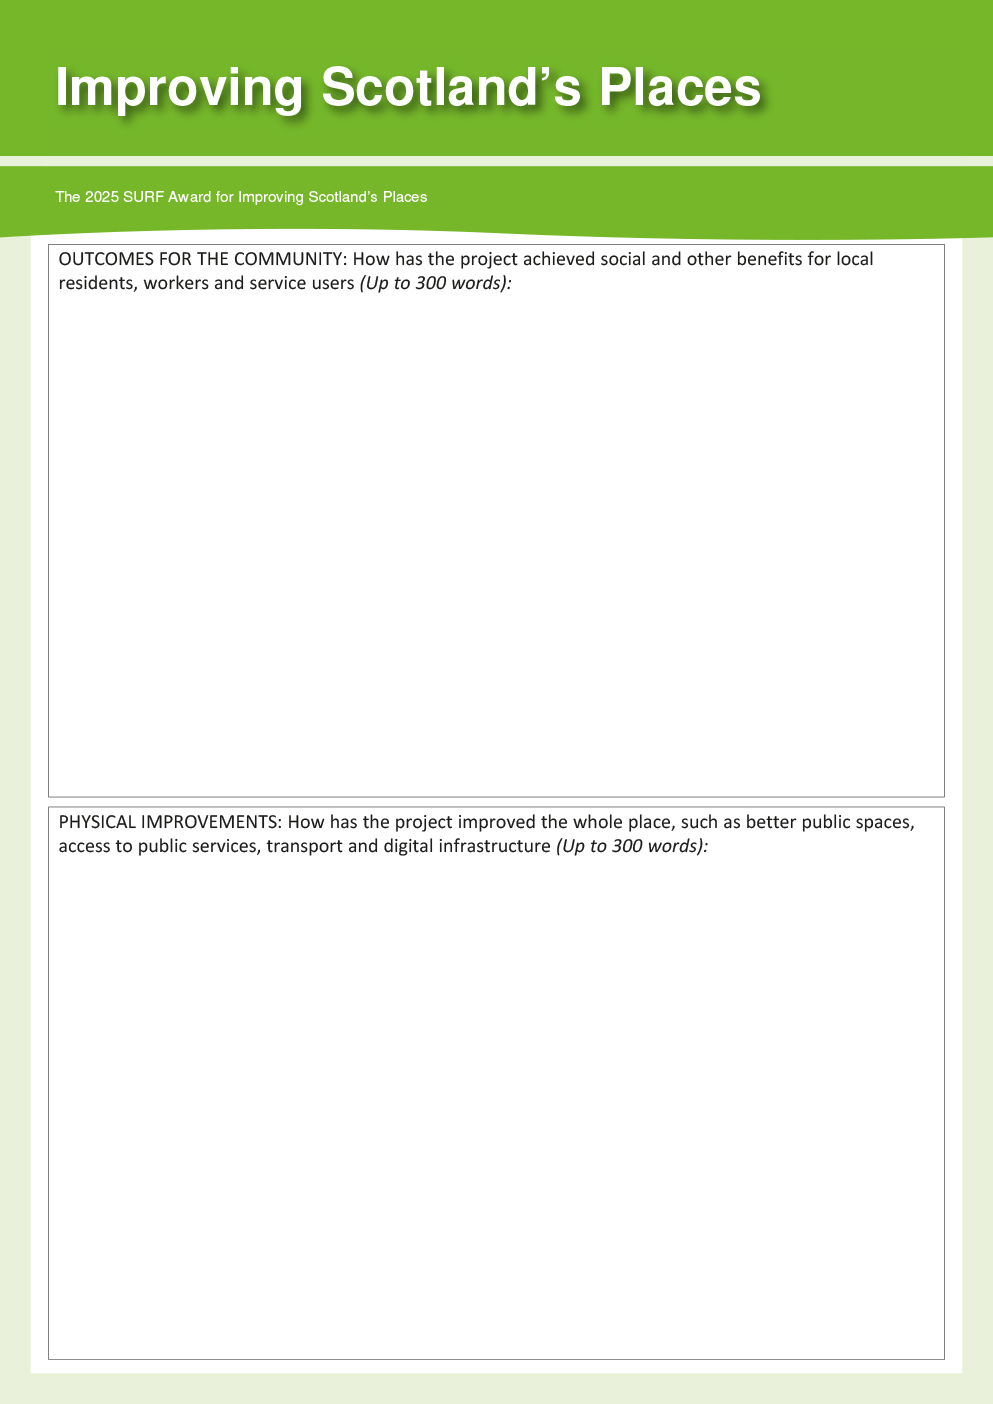 Improving Scotland’s Places
The 2025 SURF Award for Improving Scotland’s Places
OUTCOMES FOR THE COMMUNITY: How has the project achieved social and other benefits for local
residents, workers and service users (Up to 300 words):
PHYSICAL IMPROVEMENTS: How has the project improved the whole place, such as better public spaces,
access to public services, transport and digital infrastructure (Up to 300 words):